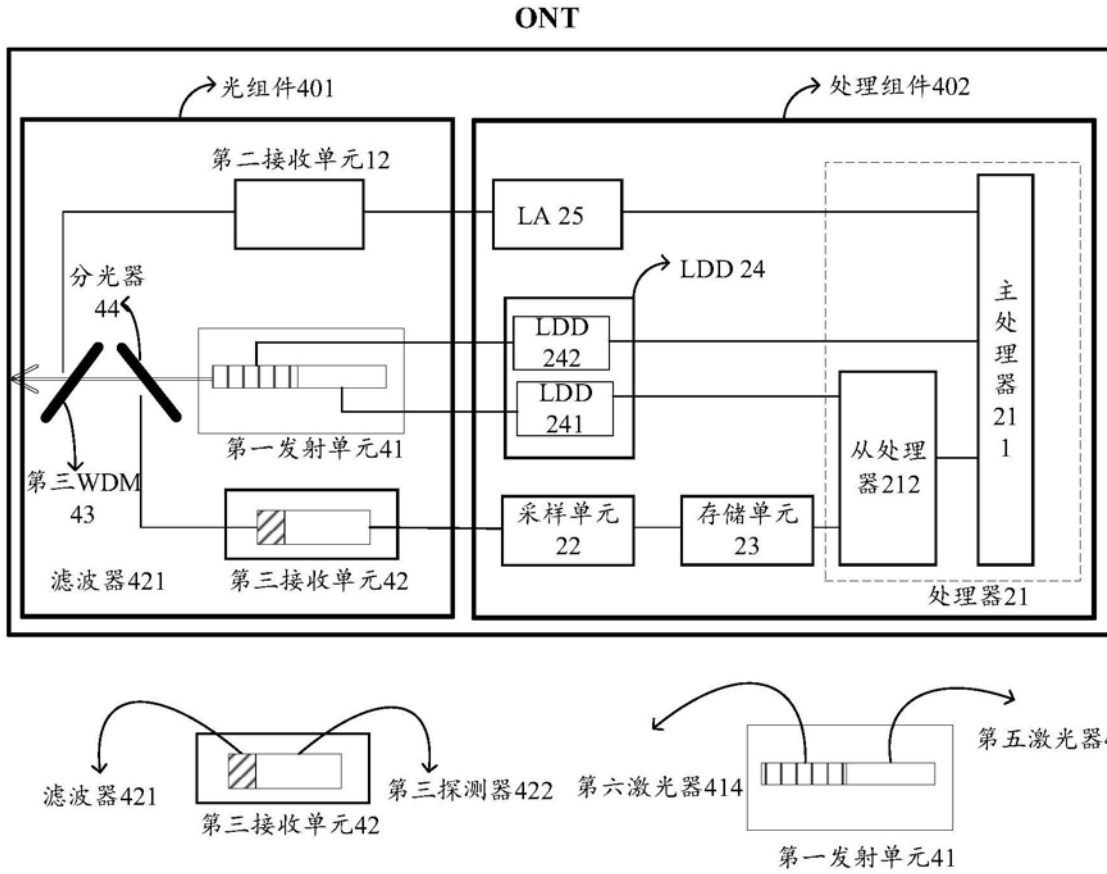 ONT
光组件401
处理组件402
第二接收单元12
LA 25
分光器
44
LDD 24
LDD
242
LDD
241
主
处
理
器
21
1
第一发射单元41
从处理
器212
第三WDM
43
采样单元
22
存储单元
23
滤波器421
第三接收单元42
处理器21
滤波器421
第三探测器422
第三接收单元42
第六激光器414
第五激光器
第一发射单元41